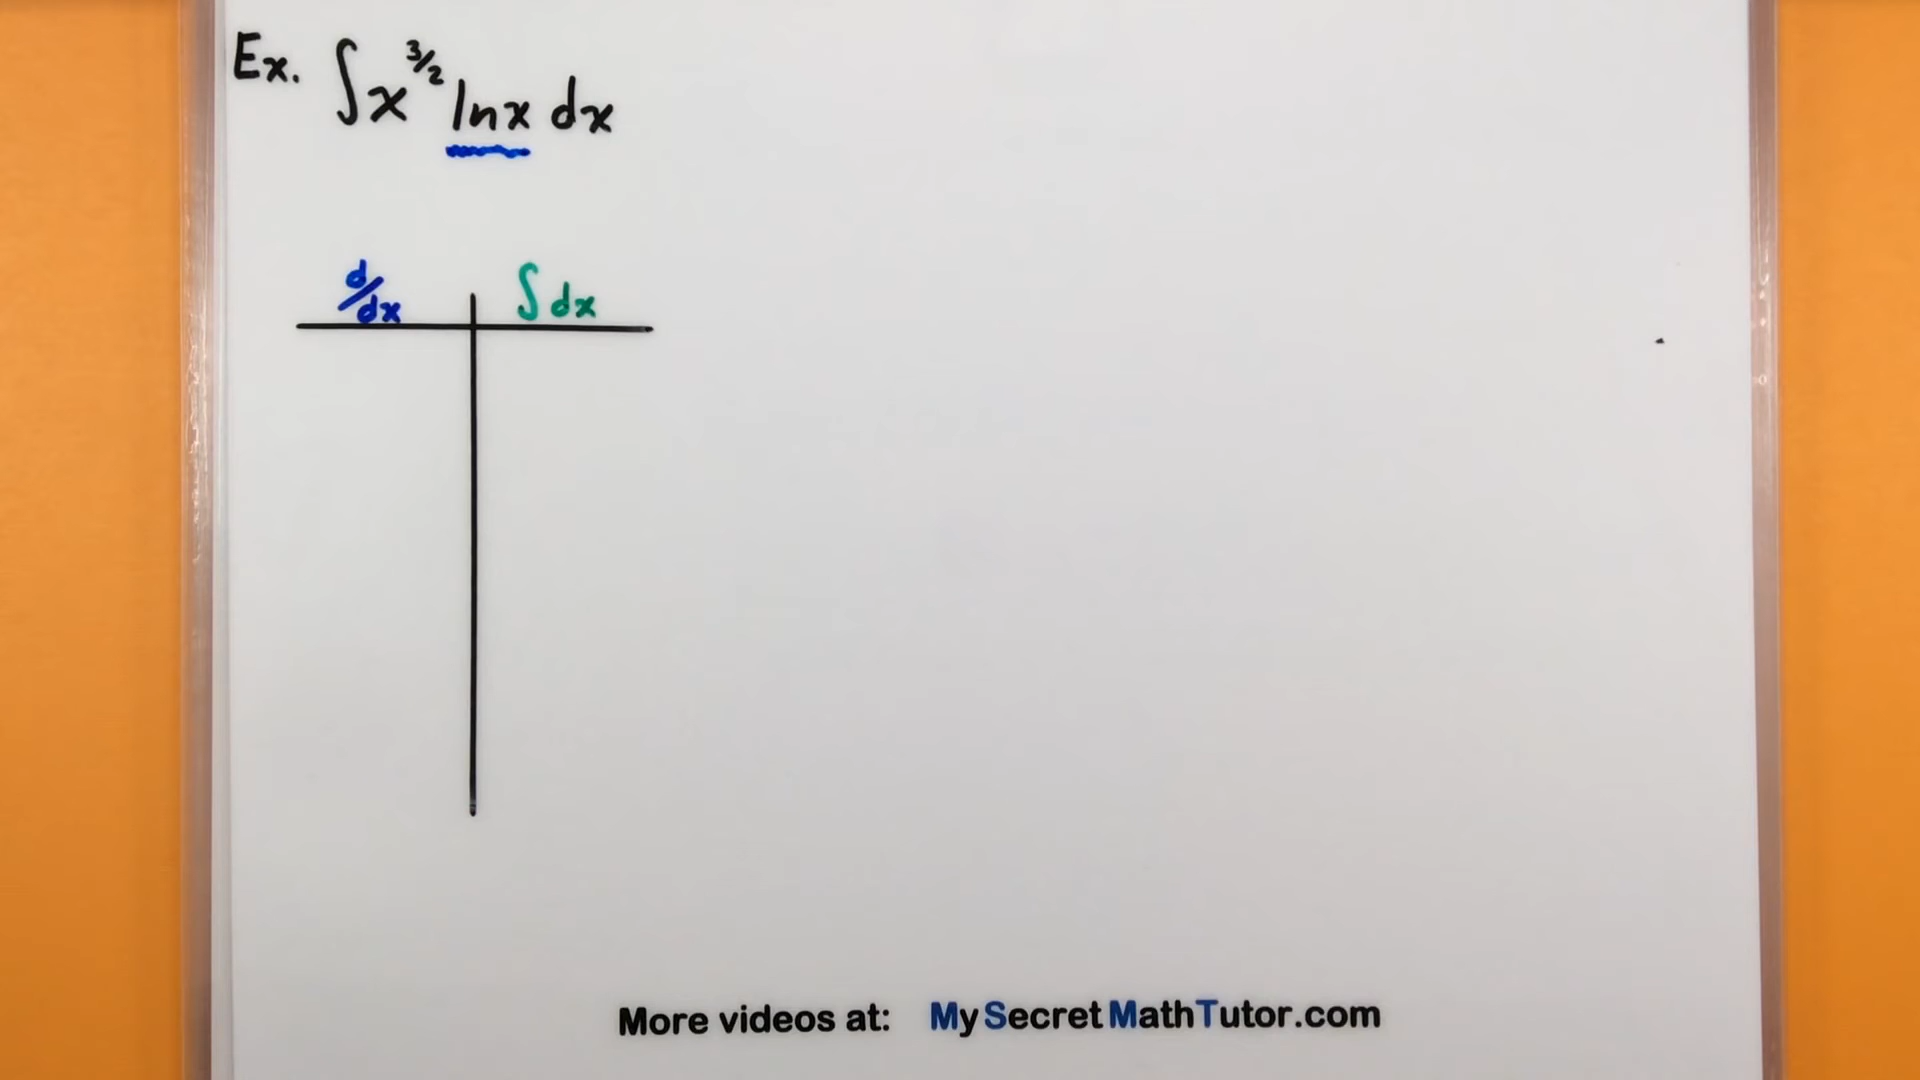 Ex. ∫x^3/2 lnx dx
d/dx ∫dx
More videos at: MySecretMathTutor.com